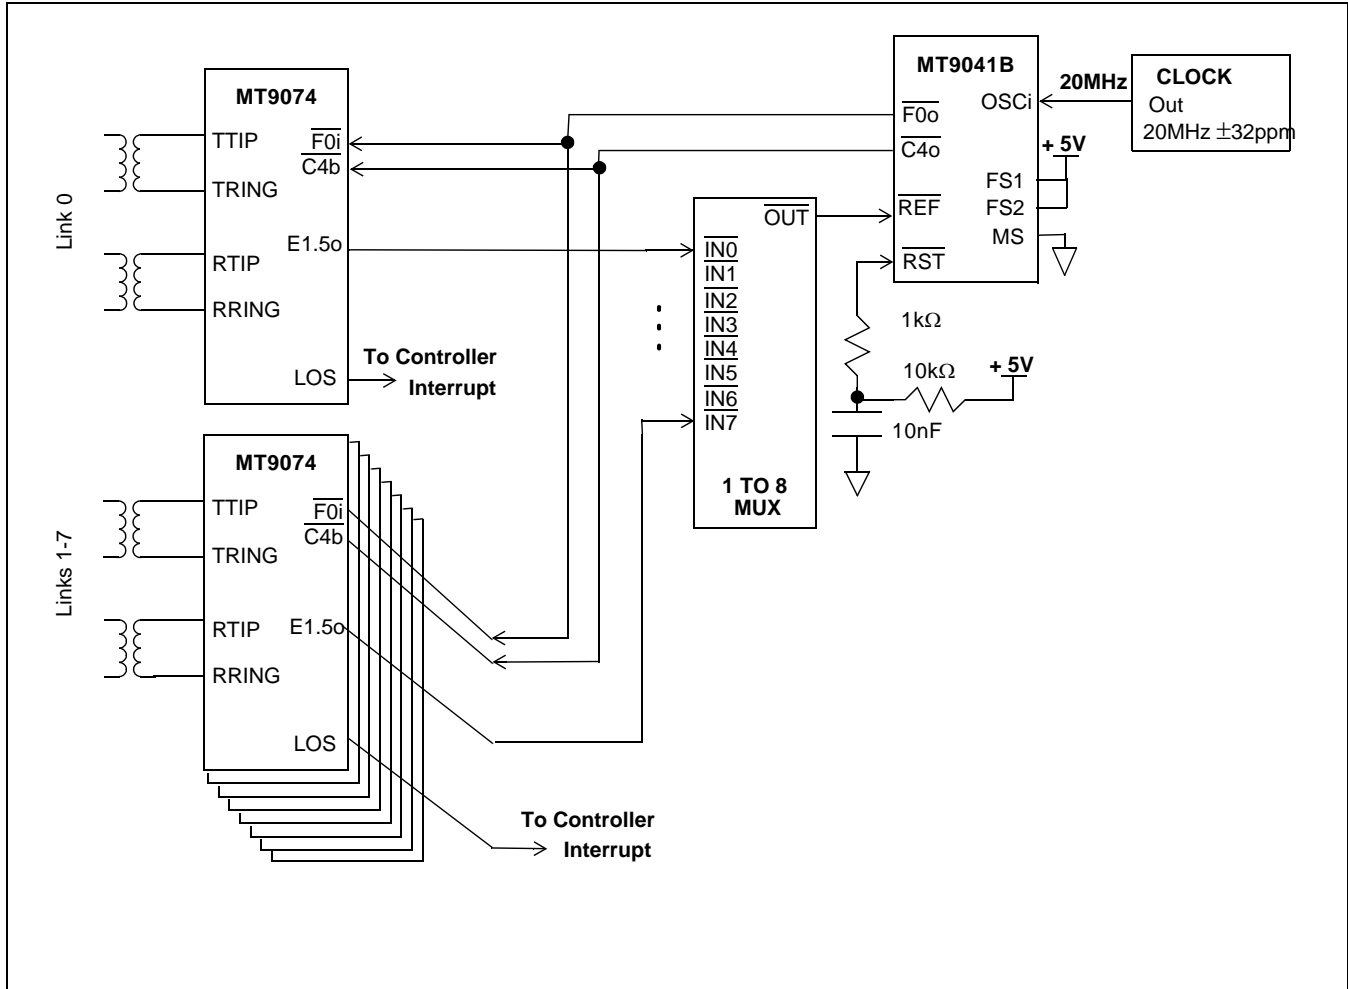 MT9074
TTIP
TRING
RTIP
RRING
F0i
C4b
E1.5o
LOS
Link 0
To Controller
Interrupt
MT9041B
F0o
C4o
REF
RST
OSCi
FS1
FS2
MS
20MHz
CLOCK
Out
20MHz ±32ppm
+ 5V
OUT
IN0
IN1
IN2
IN3
IN4
IN5
IN6
IN7
1 TO 8
MUX
1kΩ
10kΩ
+ 5V
10nF
MT9074
TTIP
TRING
RTIP
RRING
F0i
C4b
E1.5o
LOS
Links 1-7
To Controller
Interrupt